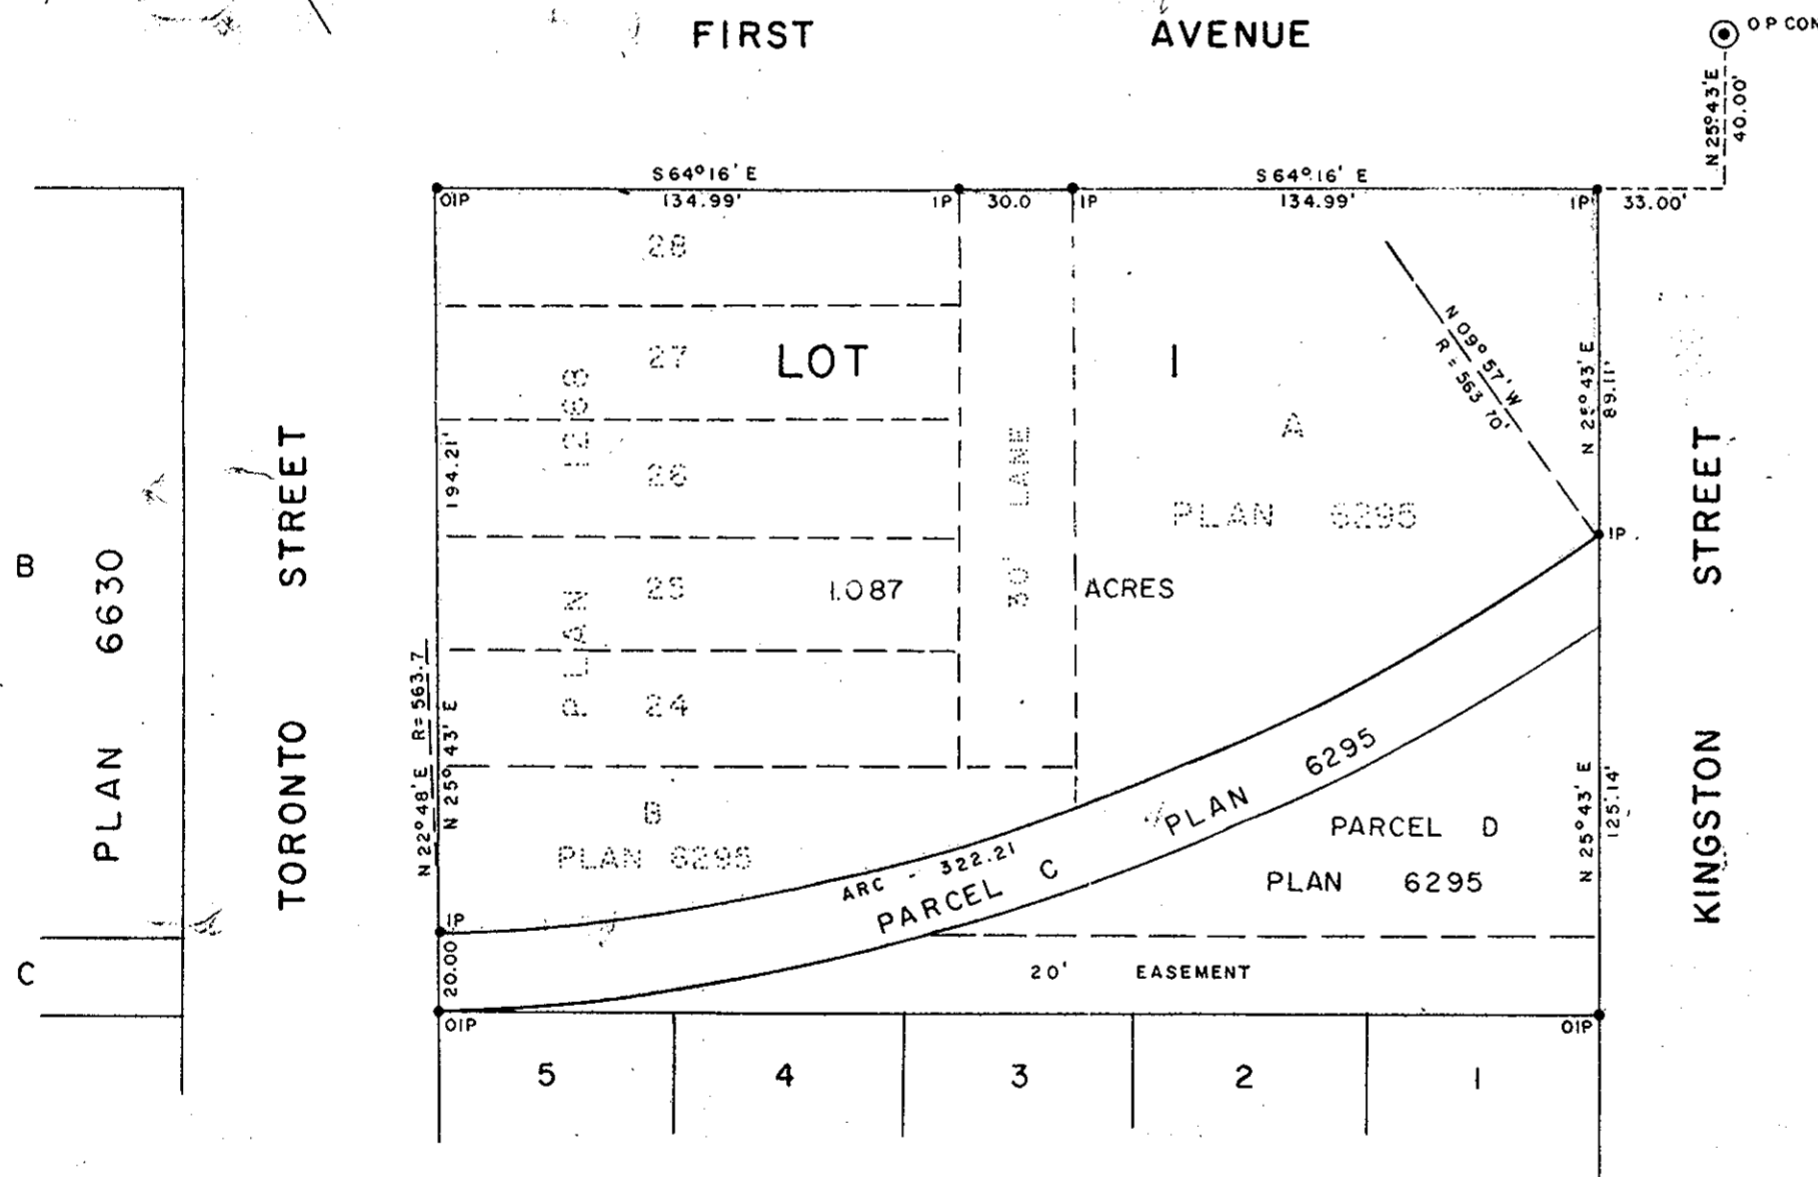 FIRST AVENUE
O P CON
N 25° 43' E
40.00'
S 64° 16' E
S 64° 16' E
OIP
134.99'
IP
30.0
IP
134.99'
IP
33.00'
28
27
26
25
24
LOT 1
PLAN 1268
30' LANE
A
PLAN 6295
N 09° 57' W
R = 563 70'
N 25° 43' E
89.11'
IP
194.21'
1.087 ACRES
B
PLAN 6630
C
TORONTO STREET
KINGSTON STREET
N 22° 48' E R= 563.7
N 25° 43' E
B
PLAN 6295
ARC - 322.21
PARCEL C PLAN 6295
PARCEL D
PLAN 6295
N 25° 43' E
125.14'
IP
20.00
20' EASEMENT
OIP
OIP
5 4 3 2 1